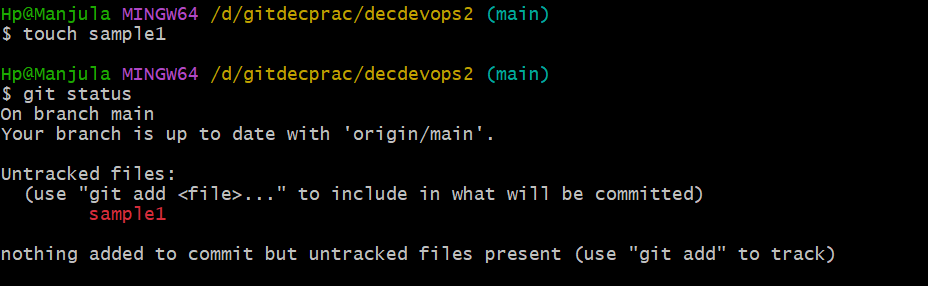 Hp@Manjula MINGW64 /d/gitdecprac/decdevops2 (main)
$ touch sample1
Hp@Manjula MINGW64 /d/gitdecprac/decdevops2 (main)
$ git status
On branch main
Your branch is up to date with 'origin/main'.
Untracked files:
  (use "git add <file>..." to include in what will be committed)
        sample1
nothing added to commit but untracked files present (use "git add" to track)